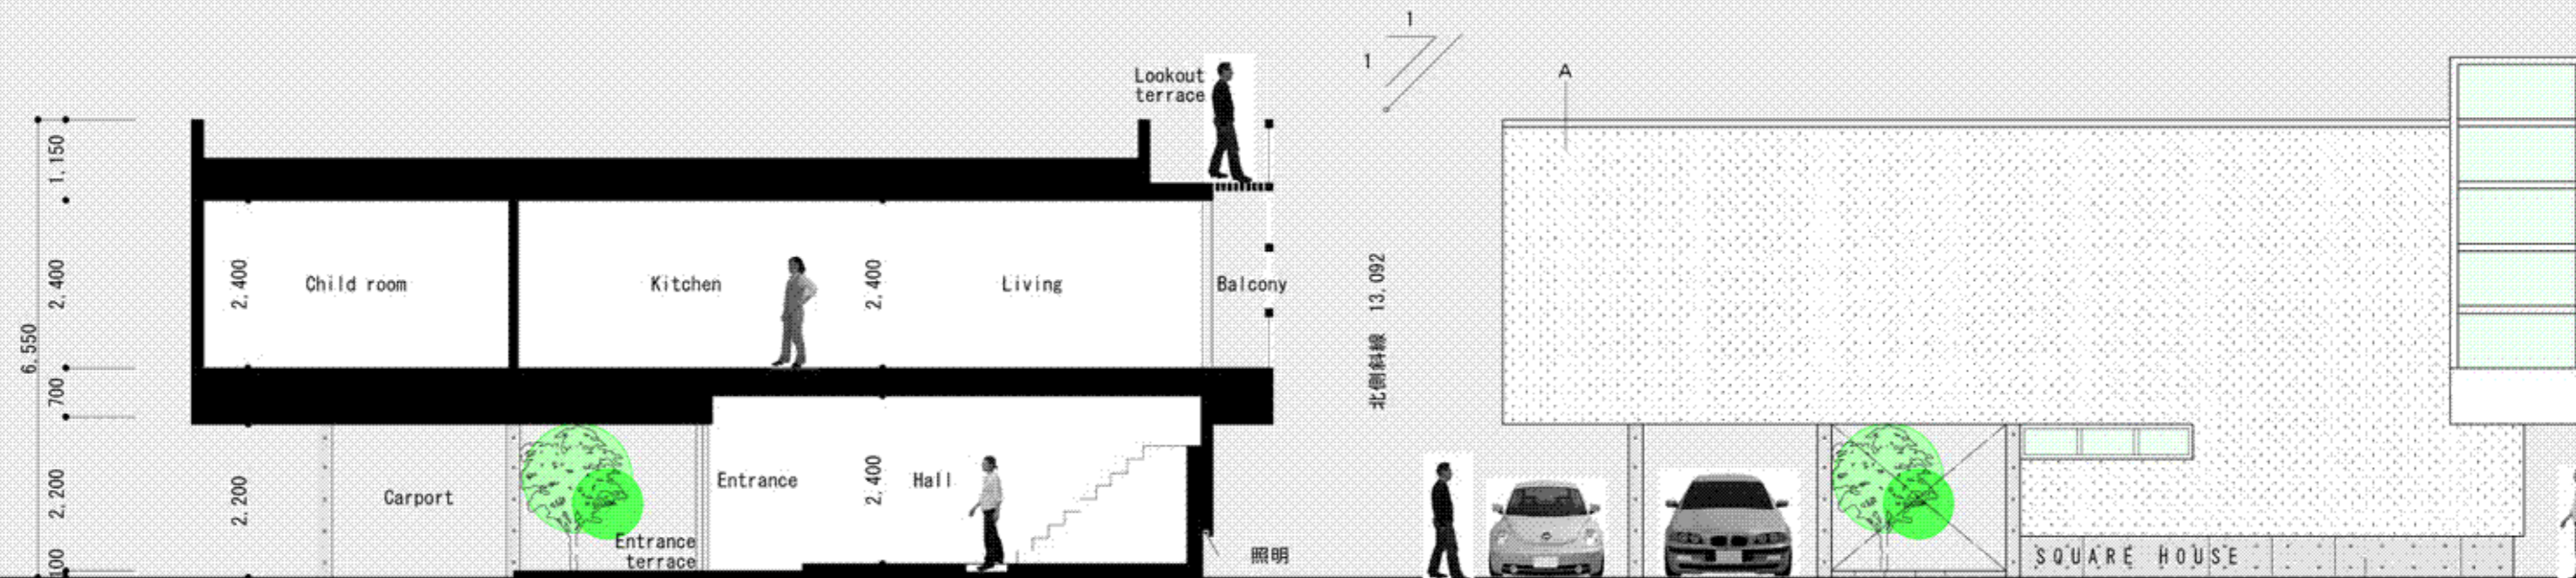 1
1
A
Lookout
terrace
1,150
2,400
6,550
700
2,200
100
2,400
Child room
Kitchen
2,400
Living
Balcony
北側斜線 13,092
2,200
Carport
Entrance
terrace
Entrance
2,400
Hall
照明
SQUARE HOUSE